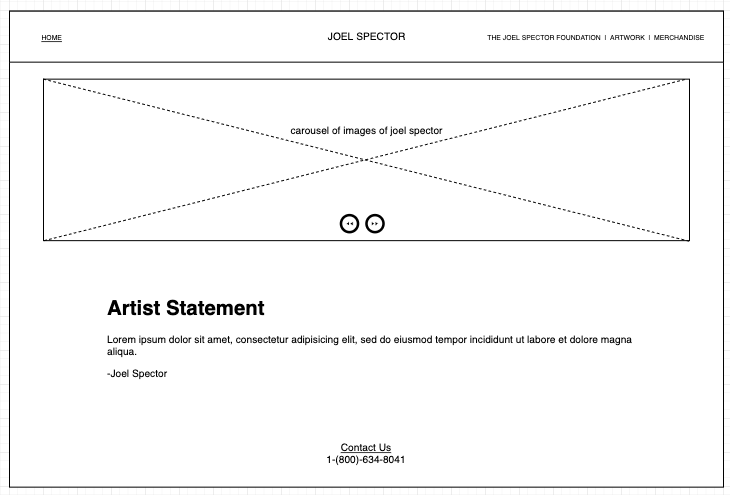 HOME
JOEL SPECTOR
THE JOEL SPECTOR FOUNDATION | ARTWORK | MERCHANDISE
carousel of images of joel spector
Artist Statement
Lorem ipsum dolor sit amet, consectetur adipisicing elit, sed do eiusmod tempor incididunt ut labore et dolore magna
aliqua.
-Joel Spector
Contact Us
1-(800)-634-8041